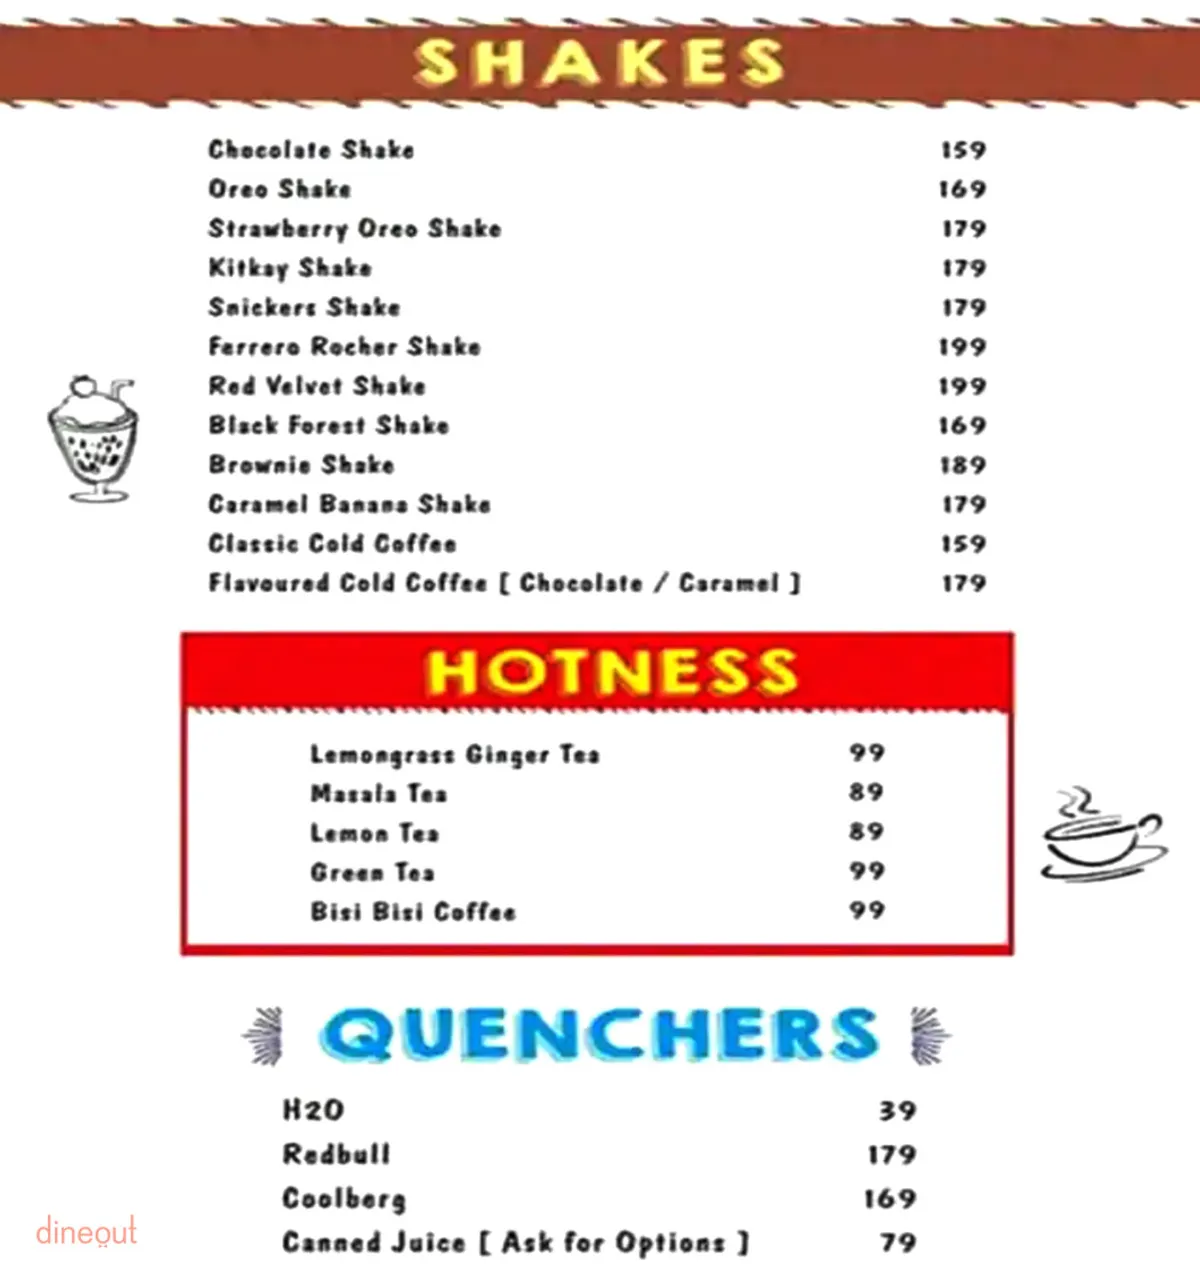 SHAKES
Chocolate Shake 159
Oreo Shake 169
Strawberry Oreo Shake 179
Kitkay Shake 179
Snickers Shake 179
Ferrero Rocher Shake 199
Red Velvet Shake 199
Black Forest Shake 169
Brownie Shake 189
Caramel Banana Shake 179
Classic Cold Coffee 159
Flavoured Cold Coffee [ Chocolate / Caramel ] 179
HOTNESS
Lemongrass Ginger Tea 99
Masala Tea 89
Lemon Tea 89
Green Tea 99
Bisi Bisi Coffee 99
QUENCHERS
H2O 39
Redbull 179
Coolberg 169
Canned Juice [ Ask for Options ] 79
dineout